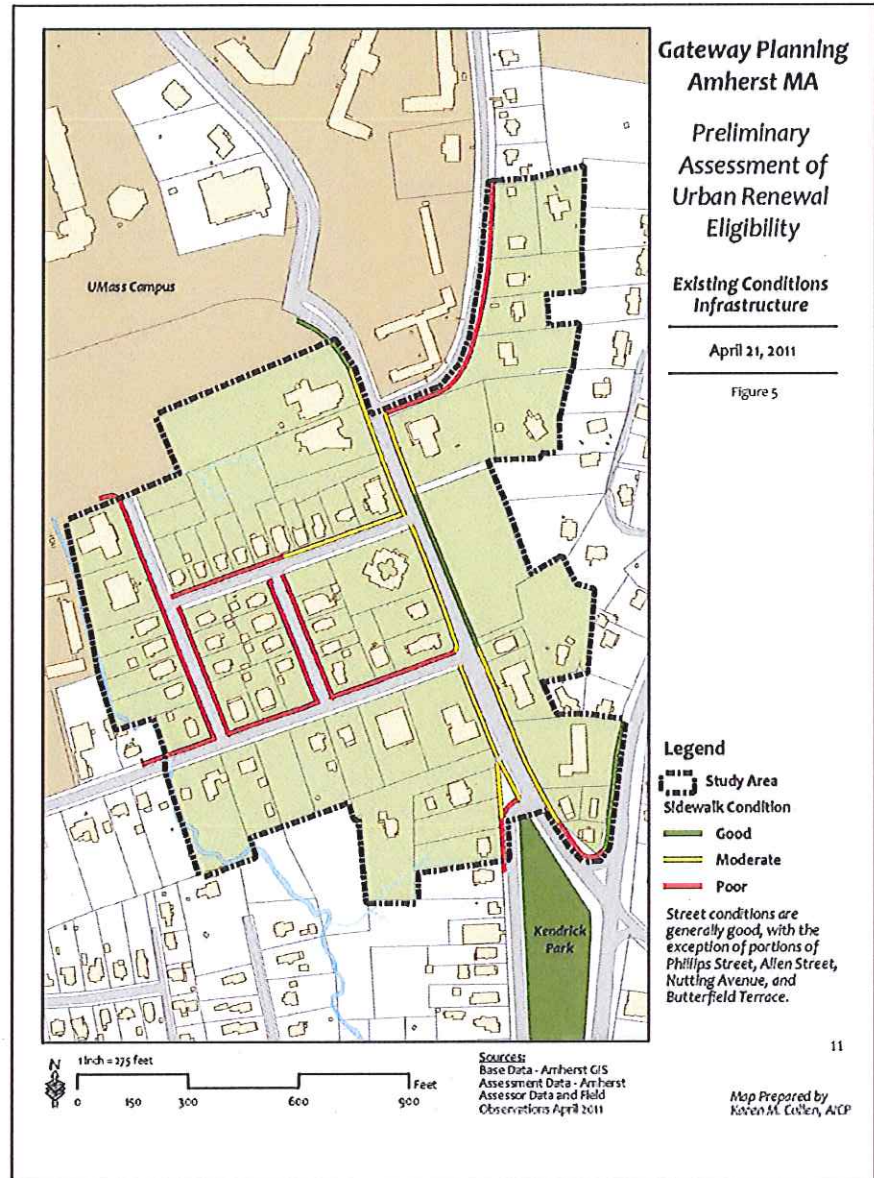 Gateway Planning
Amherst MA
Preliminary
Assessment of
Urban Renewal
Eligibility
Existing Conditions
Infrastructure
April 21, 2011
Figure 5
UMass Campus
Kendrick
Park
Legend
Study Area
Sidewalk Condition
Good
Moderate
Poor
Street conditions are
generally good, with the
exception of portions of
Phillips Street, Allen Street,
Nutting Avenue, and
Butterfield Terrace.
11
N
1 Inch = 275 feet
Feet
0 150 300 600 900
Sources:
Base Data - Amherst GIS
Assessment Data - Amherst
Assessor Data and Field
Observations April 2011
Map Prepared by
Karen M. Cullen, AICP